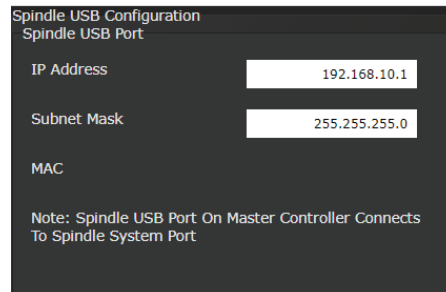 Spindle USB Configuration
Spindle USB Port
IP Address
192.168.10.1
Subnet Mask
255.255.255.0
MAC
Note: Spindle USB Port On Master Controller Connects
To Spindle System Port